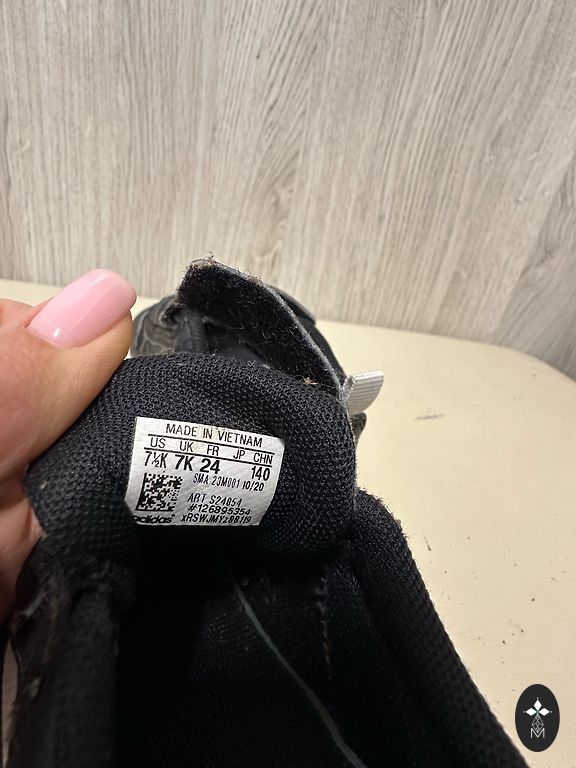 MADE IN VIETNAM
US UK FR JP CHN
7½K 7K 24 140
SMA 23M001 10/20
ART S24054
#126895354
adidas
M